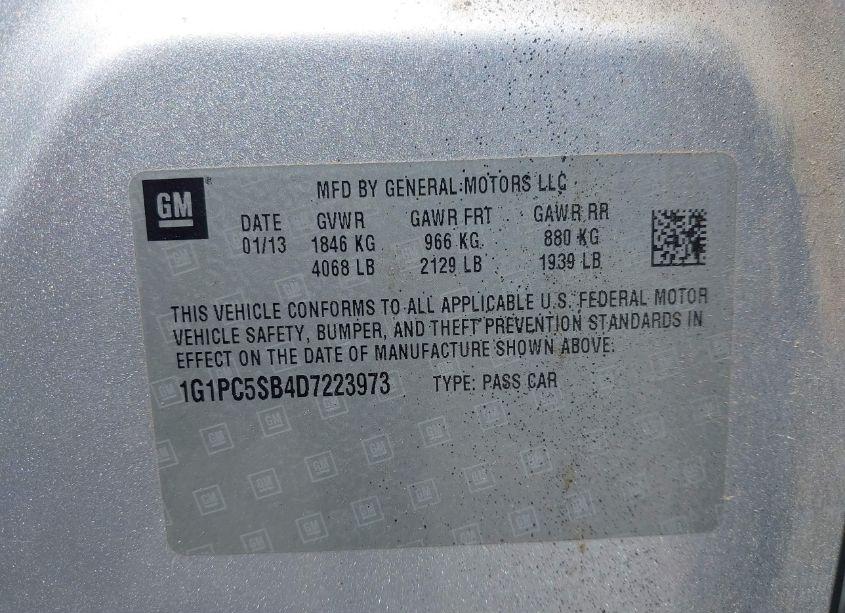 GM
MFD BY GENERAL MOTORS LLC
DATE GVWR GAWR FRT GAWR RR
01/13 1846 KG 966 KG 880 KG
4068 LB 2129 LB 1939 LB
THIS VEHICLE CONFORMS TO ALL APPLICABLE U.S. FEDERAL MOTOR
VEHICLE SAFETY, BUMPER, AND THEFT PREVENTION STANDARDS IN
EFFECT ON THE DATE OF MANUFACTURE SHOWN ABOVE.
1G1PC5SB4D7223973 TYPE: PASS CAR